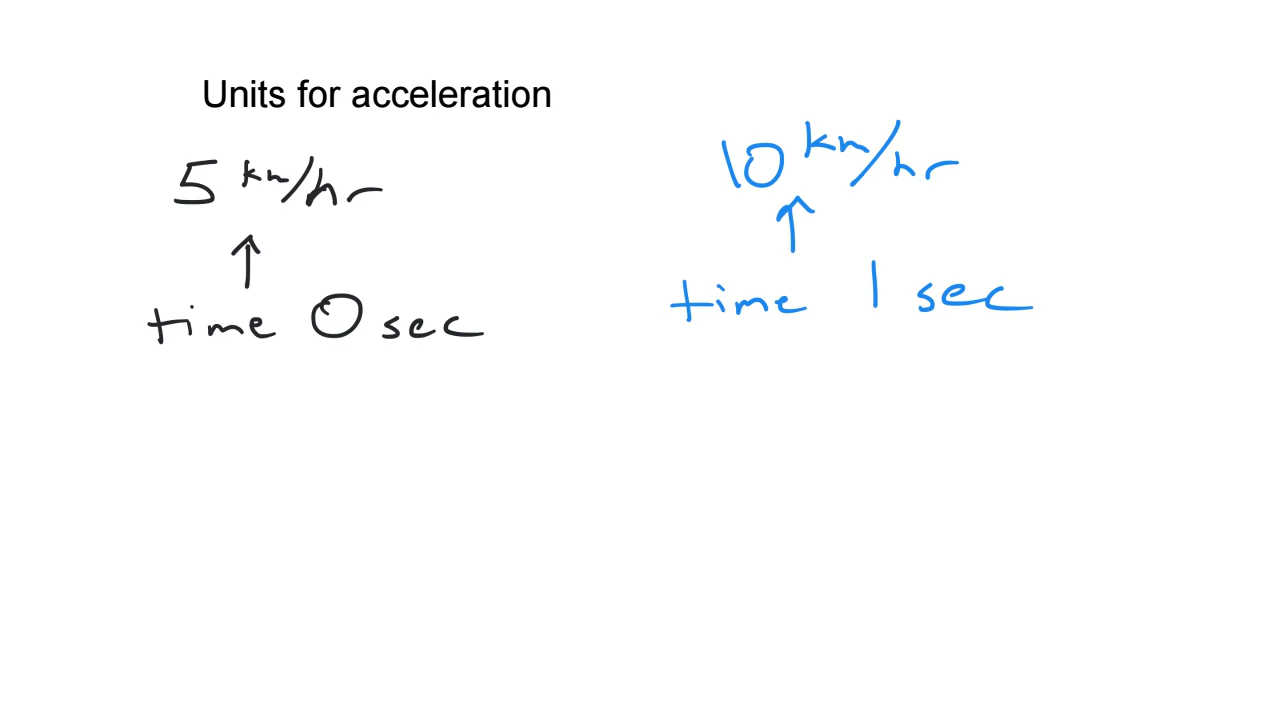 Units for acceleration
5 km/hr
10 km/hr
time 0 sec
time 1 sec